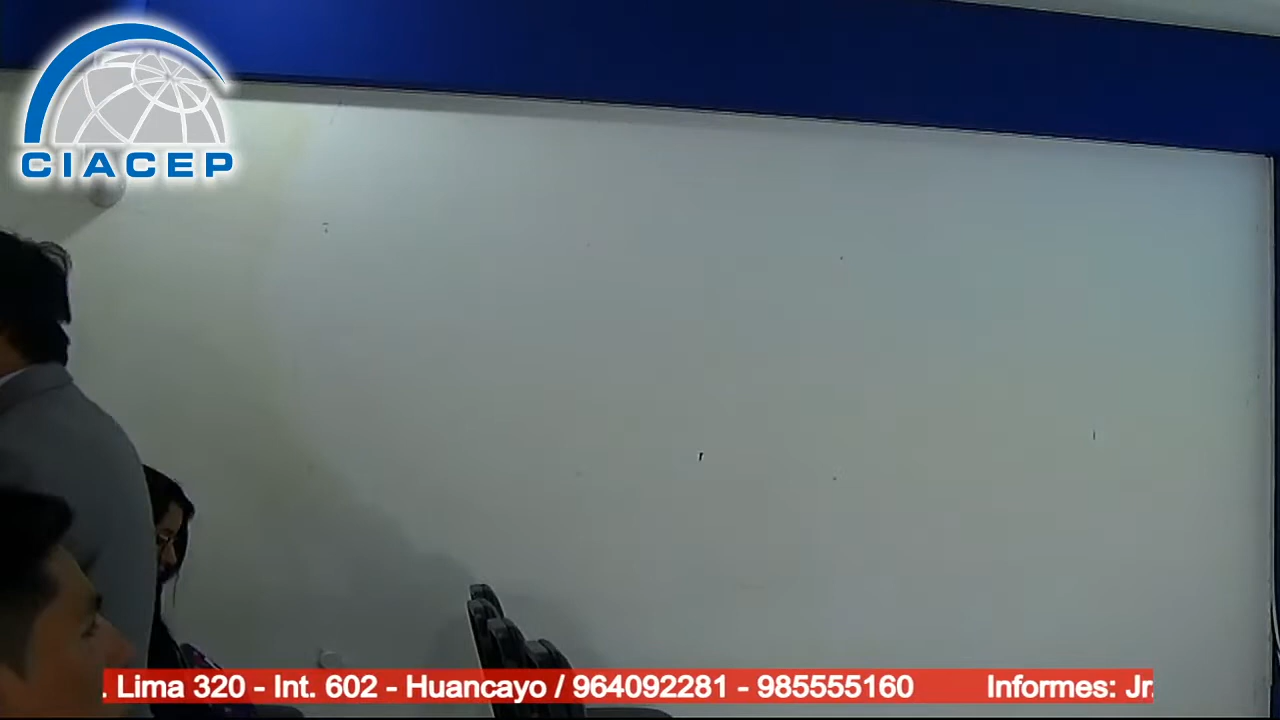 CIACEP
. Lima 320 - Int. 602 - Huancayo / 964092281 - 985555160 Informes: Jr.